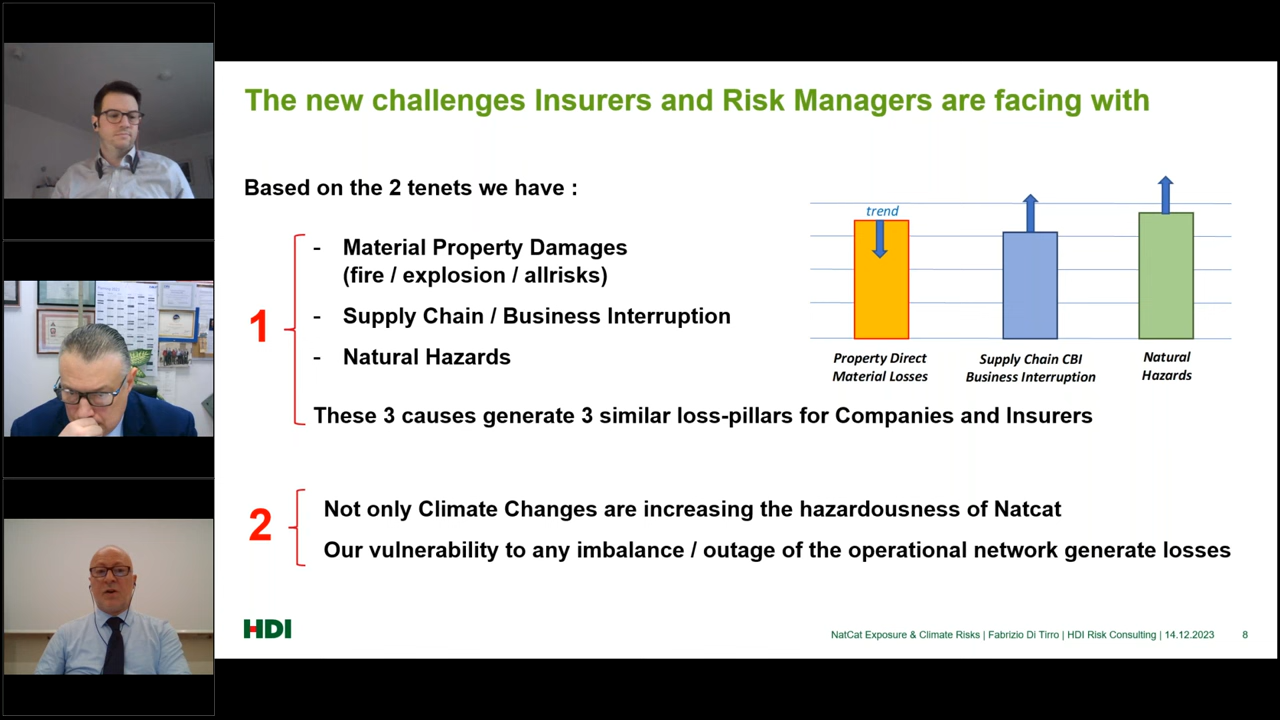 The new challenges Insurers and Risk Managers are facing with
Based on the 2 tenets we have :
1
- Material Property Damages
(fire / explosion / allrisks)
- Supply Chain / Business Interruption
- Natural Hazards
These 3 causes generate 3 similar loss-pillars for Companies and Insurers
trend
Property Direct
Material Losses
Supply Chain CBI
Business Interruption
Natural
Hazards
2
Not only Climate Changes are increasing the hazardousness of Natcat
Our vulnerability to any imbalance / outage of the operational network generate losses
HDI
NatCat Exposure & Climate Risks | Fabrizio Di Tirro | HDI Risk Consulting | 14.12.2023 8